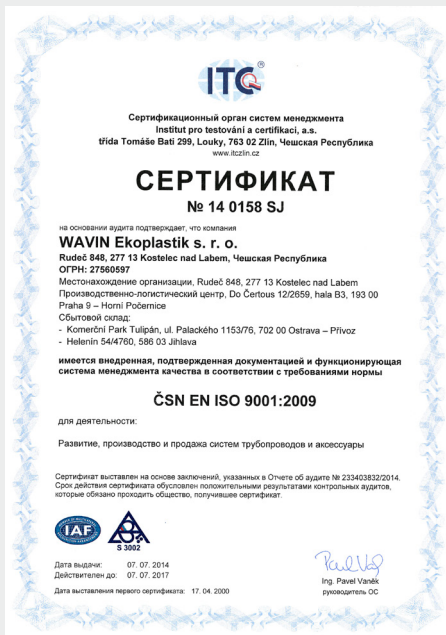 ITC®
Сертификационный орган систем менеджмента
Institut pro testování a certifikaci, a.s.
třída Tomáše Bati 299, Louky, 763 02 Zlín, Чешская Республика
www.itczlin.cz
СЕРТИФИКАТ
№ 14 0158 SJ
на основании аудита подтверждает, что компания
WAVIN Ekoplastik s. r. o.
Rudeč 848, 277 13 Kostelec nad Labem, Чешская Республика
ОГРН: 27560597
Местонахождение организации, Rudeč 848, 277 13 Kostelec nad Labem
Производственно-логистический центр, Do Čertous 12/2659, hala B3, 193 00
Praha 9 – Horní Počernice
Сбытовой склад:
- Komerční Park Tulipán, ul. Palackého 1153/76, 702 00 Ostrava – Přívoz
- Helenín 54/4760, 586 03 Jihlava
имеется внедренная, подтвержденная документацией и функционирующая
система менеджмента качества в соответствии с требованиями нормы
ČSN EN ISO 9001:2009
для деятельности:
Развитие, производство и продажа систем трубопроводов и аксессуары
Сертификат выставлен на основе заключений, указанных в Отчете об аудите № 233403832/2014.
Срок действия сертификата обусловлен положительными результатами контрольных аудитов,
которые обязано проходить общество, получившее сертификат.
IAF
S 3002
Дата выдачи: 07. 07. 2014
Действителен до: 07. 07. 2017
Дата выставления первого сертификата: 17. 04. 2000
Ing. Pavel Vaněk
руководитель ОС